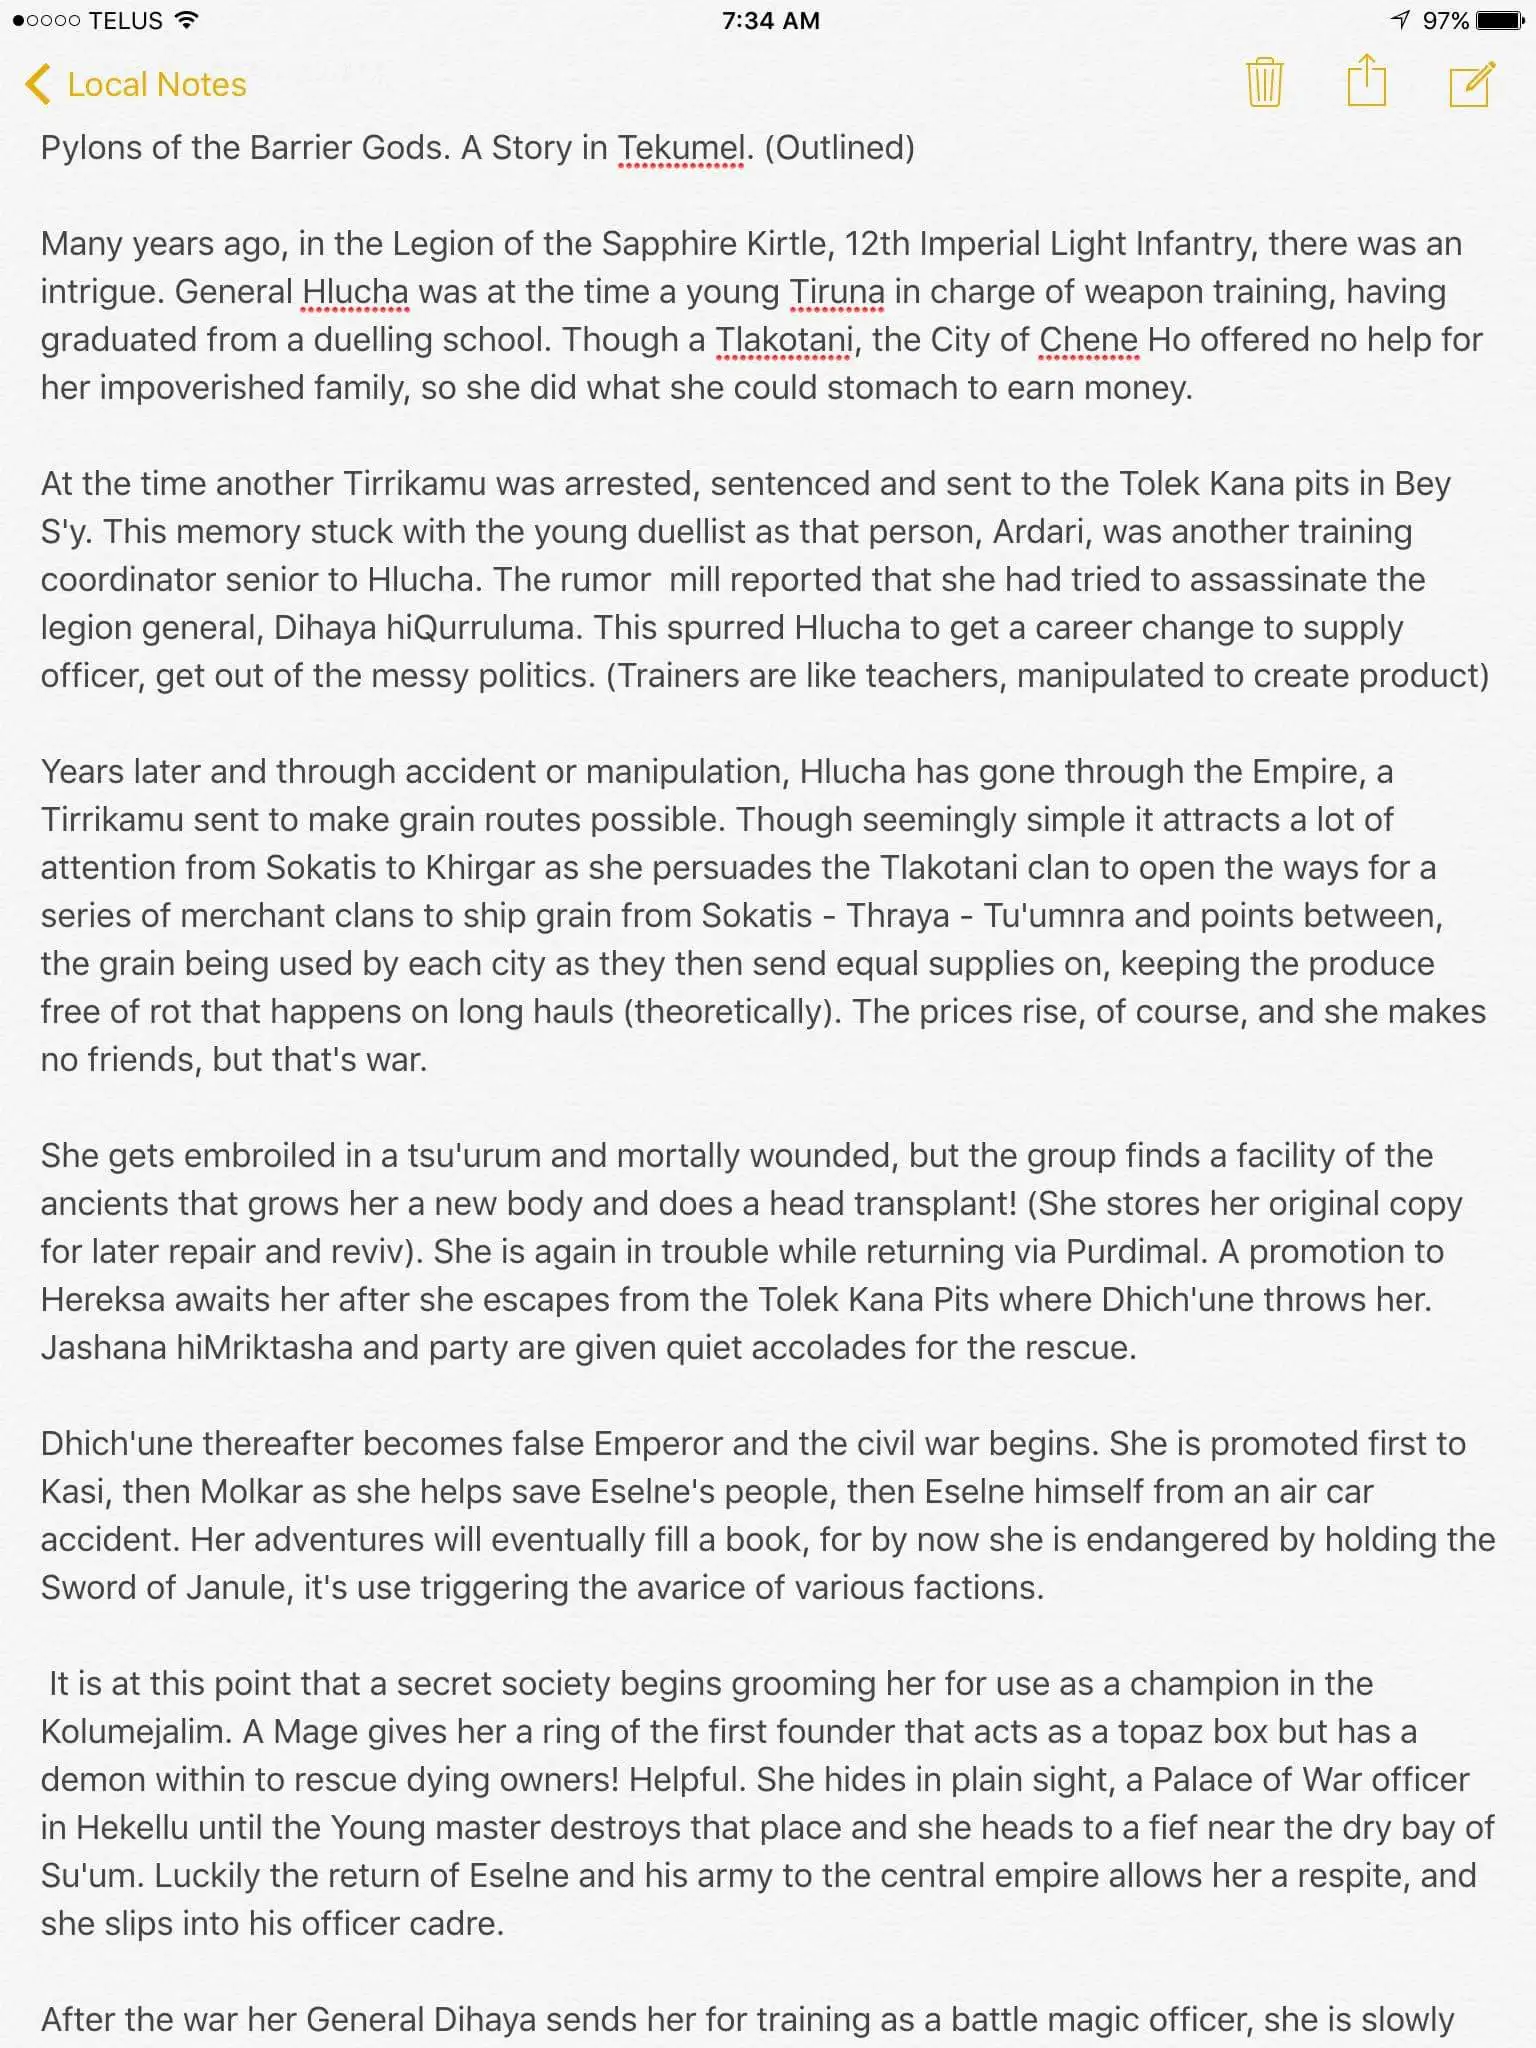 TELUS 7:34 AM 97%
Local Notes
Pylons of the Barrier Gods. A Story in Tekumel. (Outlined)
Many years ago, in the Legion of the Sapphire Kirtle, 12th Imperial Light Infantry, there was an
intrigue. General Hlucha was at the time a young Tiruna in charge of weapon training, having
graduated from a duelling school. Though a Tlakotani, the City of Chene Ho offered no help for
her impoverished family, so she did what she could stomach to earn money.
At the time another Tirrikamu was arrested, sentenced and sent to the Tolek Kana pits in Bey
S'y. This memory stuck with the young duellist as that person, Ardari, was another training
coordinator senior to Hlucha. The rumor  mill reported that she had tried to assassinate the
legion general, Dihaya hiQurruluma. This spurred Hlucha to get a career change to supply
officer, get out of the messy politics. (Trainers are like teachers, manipulated to create product)
Years later and through accident or manipulation, Hlucha has gone through the Empire, a
Tirrikamu sent to make grain routes possible. Though seemingly simple it attracts a lot of
attention from Sokatis to Khirgar as she persuades the Tlakotani clan to open the ways for a
series of merchant clans to ship grain from Sokatis - Thraya - Tu'umnra and points between,
the grain being used by each city as they then send equal supplies on, keeping the produce
free of rot that happens on long hauls (theoretically). The prices rise, of course, and she makes
no friends, but that's war.
She gets embroiled in a tsu'urum and mortally wounded, but the group finds a facility of the
ancients that grows her a new body and does a head transplant! (She stores her original copy
for later repair and reviv). She is again in trouble while returning via Purdimal. A promotion to
Hereksa awaits her after she escapes from the Tolek Kana Pits where Dhich'une throws her.
Jashana hiMriktasha and party are given quiet accolades for the rescue.
Dhich'une thereafter becomes false Emperor and the civil war begins. She is promoted first to
Kasi, then Molkar as she helps save Eselne's people, then Eselne himself from an air car
accident. Her adventures will eventually fill a book, for by now she is endangered by holding the
Sword of Janule, it's use triggering the avarice of various factions.
It is at this point that a secret society begins grooming her for use as a champion in the
Kolumejalim. A Mage gives her a ring of the first founder that acts as a topaz box but has a
demon within to rescue dying owners! Helpful. She hides in plain sight, a Palace of War officer
in Hekellu until the Young master destroys that place and she heads to a fief near the dry bay of
Su'um. Luckily the return of Eselne and his army to the central empire allows her a respite, and
she slips into his officer cadre.
After the war her General Dihaya sends her for training as a battle magic officer, she is slowly